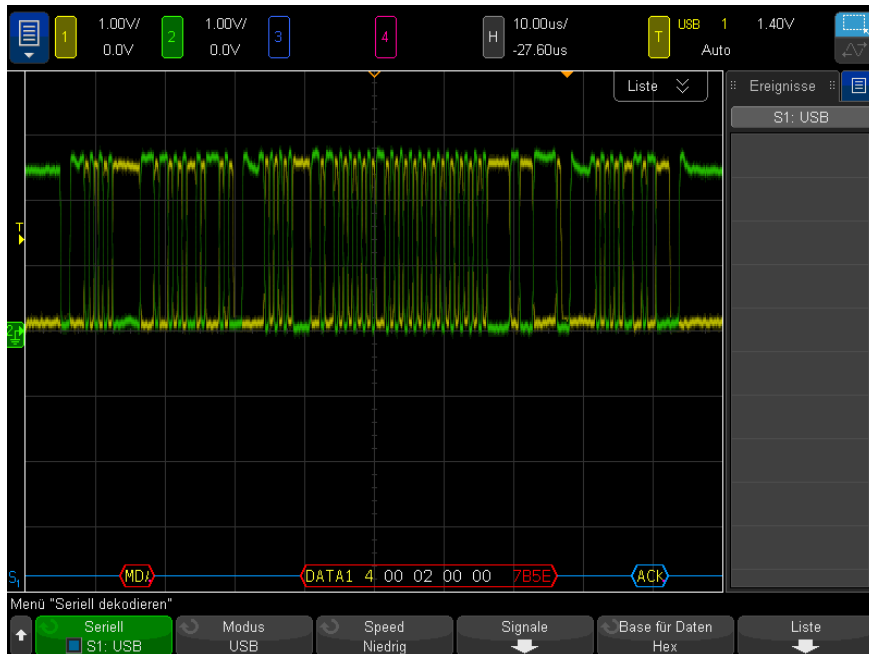 1 1.00V/ 2 1.00V/ 3 4 H 10.00us/ T USB 1 1.40V
0.0V 0.0V -27.60us Auto
Liste
Ereignisse
S1: USB
T
2
S1 MDA DATA1 4 00 02 00 00 7B5E ACK
Menü "Seriell dekodieren"
Seriell Modus Speed Signale Base für Daten Liste
S1: USB USB Niedrig Hex